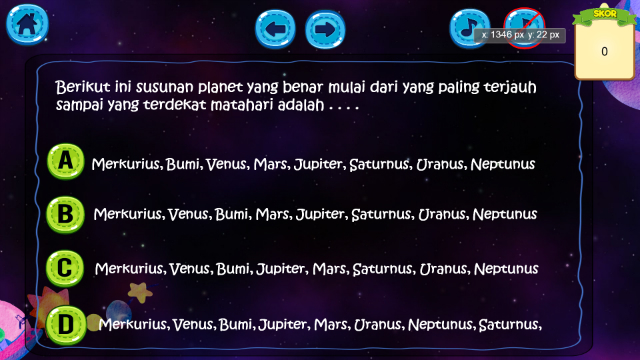 SKOR
x: 1346 px y: 22 px
0
Berikut ini susunan planet yang benar mulai dari yang paling terjauh
sampai yang terdekat matahari adalah . . . .
A Merkurius, Bumi, Venus, Mars, Jupiter, Saturnus, Uranus, Neptunus
B Merkurius, Venus, Bumi, Mars, Jupiter, Saturnus, Uranus, Neptunus
C Merkurius, Venus, Bumi, Jupiter, Mars, Saturnus, Uranus, Neptunus
D Merkurius, Venus, Bumi, Jupiter, Mars, Uranus, Neptunus, Saturnus,